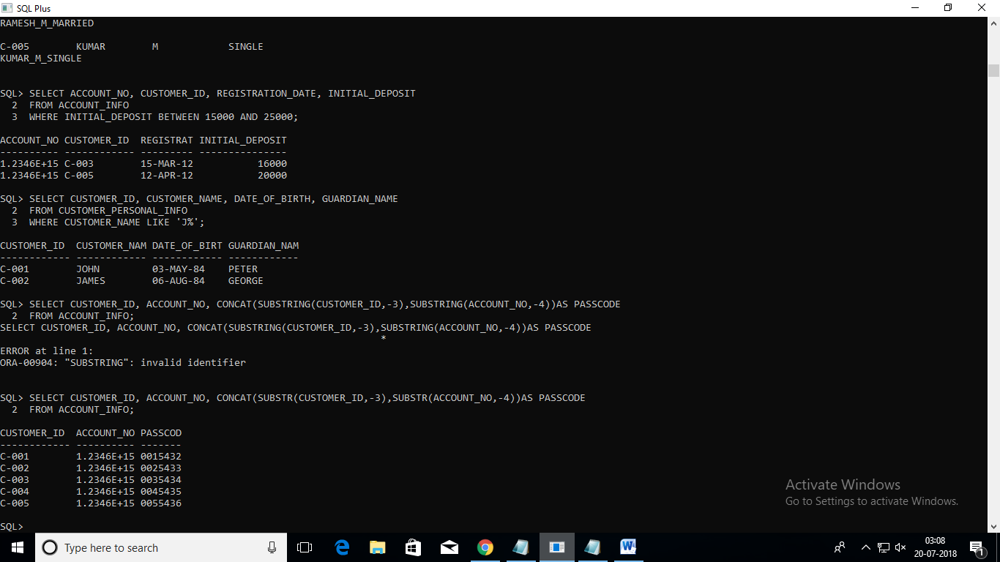 SQL Plus
RAMESH_M_MARRIED
C-005 KUMAR M SINGLE
KUMAR_M_SINGLE
SQL> SELECT ACCOUNT_NO, CUSTOMER_ID, REGISTRATION_DATE, INITIAL_DEPOSIT
2 FROM ACCOUNT_INFO
3 WHERE INITIAL_DEPOSIT BETWEEN 15000 AND 25000;
ACCOUNT_NO CUSTOMER_ID REGISTRAT INITIAL_DEPOSIT
---------- ------------ --------- ---------------
1.2346E+15 C-003 15-MAR-12 16000
1.2346E+15 C-005 12-APR-12 20000
SQL> SELECT CUSTOMER_ID, CUSTOMER_NAME, DATE_OF_BIRTH, GUARDIAN_NAME
2 FROM CUSTOMER_PERSONAL_INFO
3 WHERE CUSTOMER_NAME LIKE 'J%';
CUSTOMER_ID CUSTOMER_NAM DATE_OF_BIRT GUARDIAN_NAM
------------ ------------ ------------ ------------
C-001 JOHN 03-MAY-84 PETER
C-002 JAMES 06-AUG-84 GEORGE
SQL> SELECT CUSTOMER_ID, ACCOUNT_NO, CONCAT(SUBSTRING(CUSTOMER_ID,-3),SUBSTRING(ACCOUNT_NO,-4))AS PASSCODE
2 FROM ACCOUNT_INFO;
SELECT CUSTOMER_ID, ACCOUNT_NO, CONCAT(SUBSTRING(CUSTOMER_ID,-3),SUBSTRING(ACCOUNT_NO,-4))AS PASSCODE
*
ERROR at line 1:
ORA-00904: "SUBSTRING": invalid identifier
SQL> SELECT CUSTOMER_ID, ACCOUNT_NO, CONCAT(SUBSTR(CUSTOMER_ID,-3),SUBSTR(ACCOUNT_NO,-4))AS PASSCODE
2 FROM ACCOUNT_INFO;
CUSTOMER_ID ACCOUNT_NO PASSCOD
------------ ---------- -------
C-001 1.2346E+15 0015432
C-002 1.2346E+15 0025433
C-003 1.2346E+15 0035434
C-004 1.2346E+15 0045435
C-005 1.2346E+15 0055436
SQL>
Activate Windows
Go to Settings to activate Windows.
Type here to search
03:08
20-07-2018
1